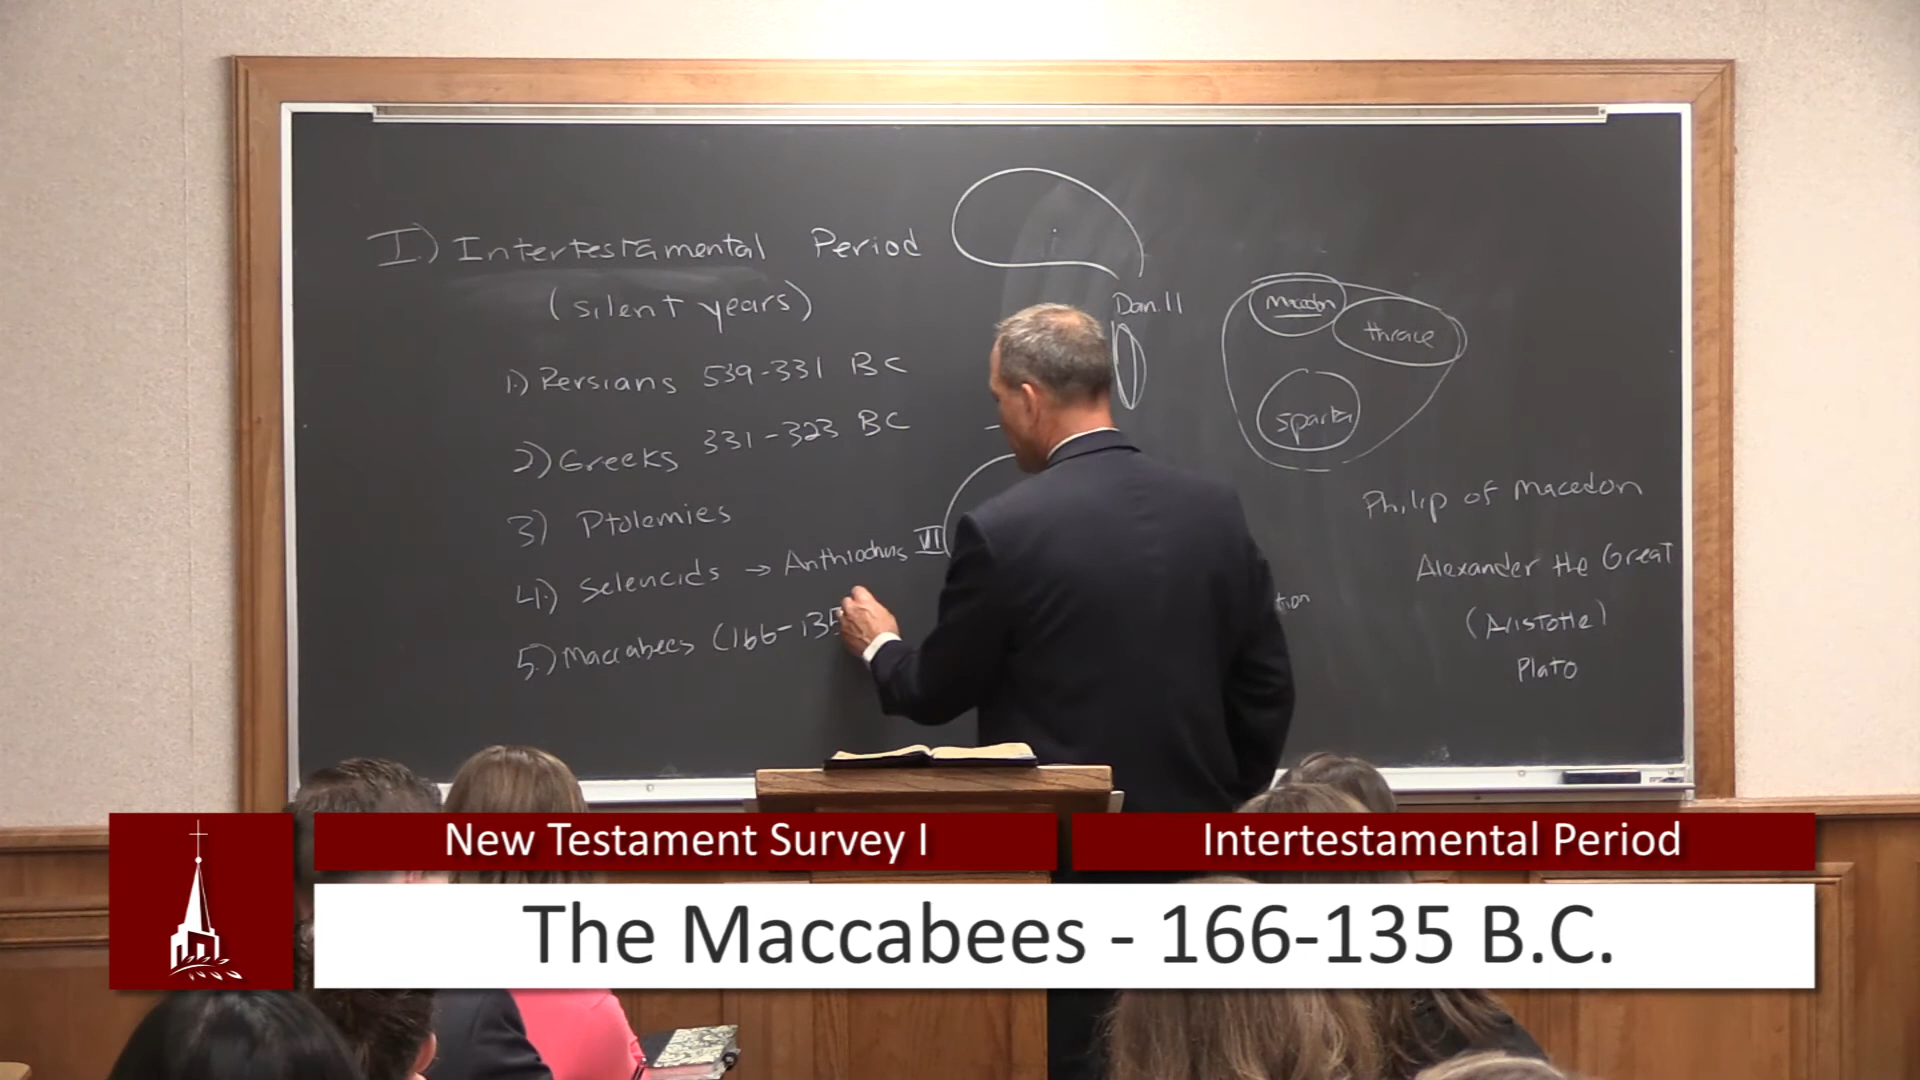 I.) Intertestamental Period
(silent years)
1.) Persians 539-331 BC
2) Greeks 331-323 BC
3) Ptolemies
4.) Seleucids → Anthiochus VI
5.) Maccabees (166-135
Dan. 11
macedon
thrace
sparta
Philip of Macedon
Alexander the Great
(Aristotle)
Plato
tion
New Testament Survey I
Intertestamental Period
The Maccabees - 166-135 B.C.